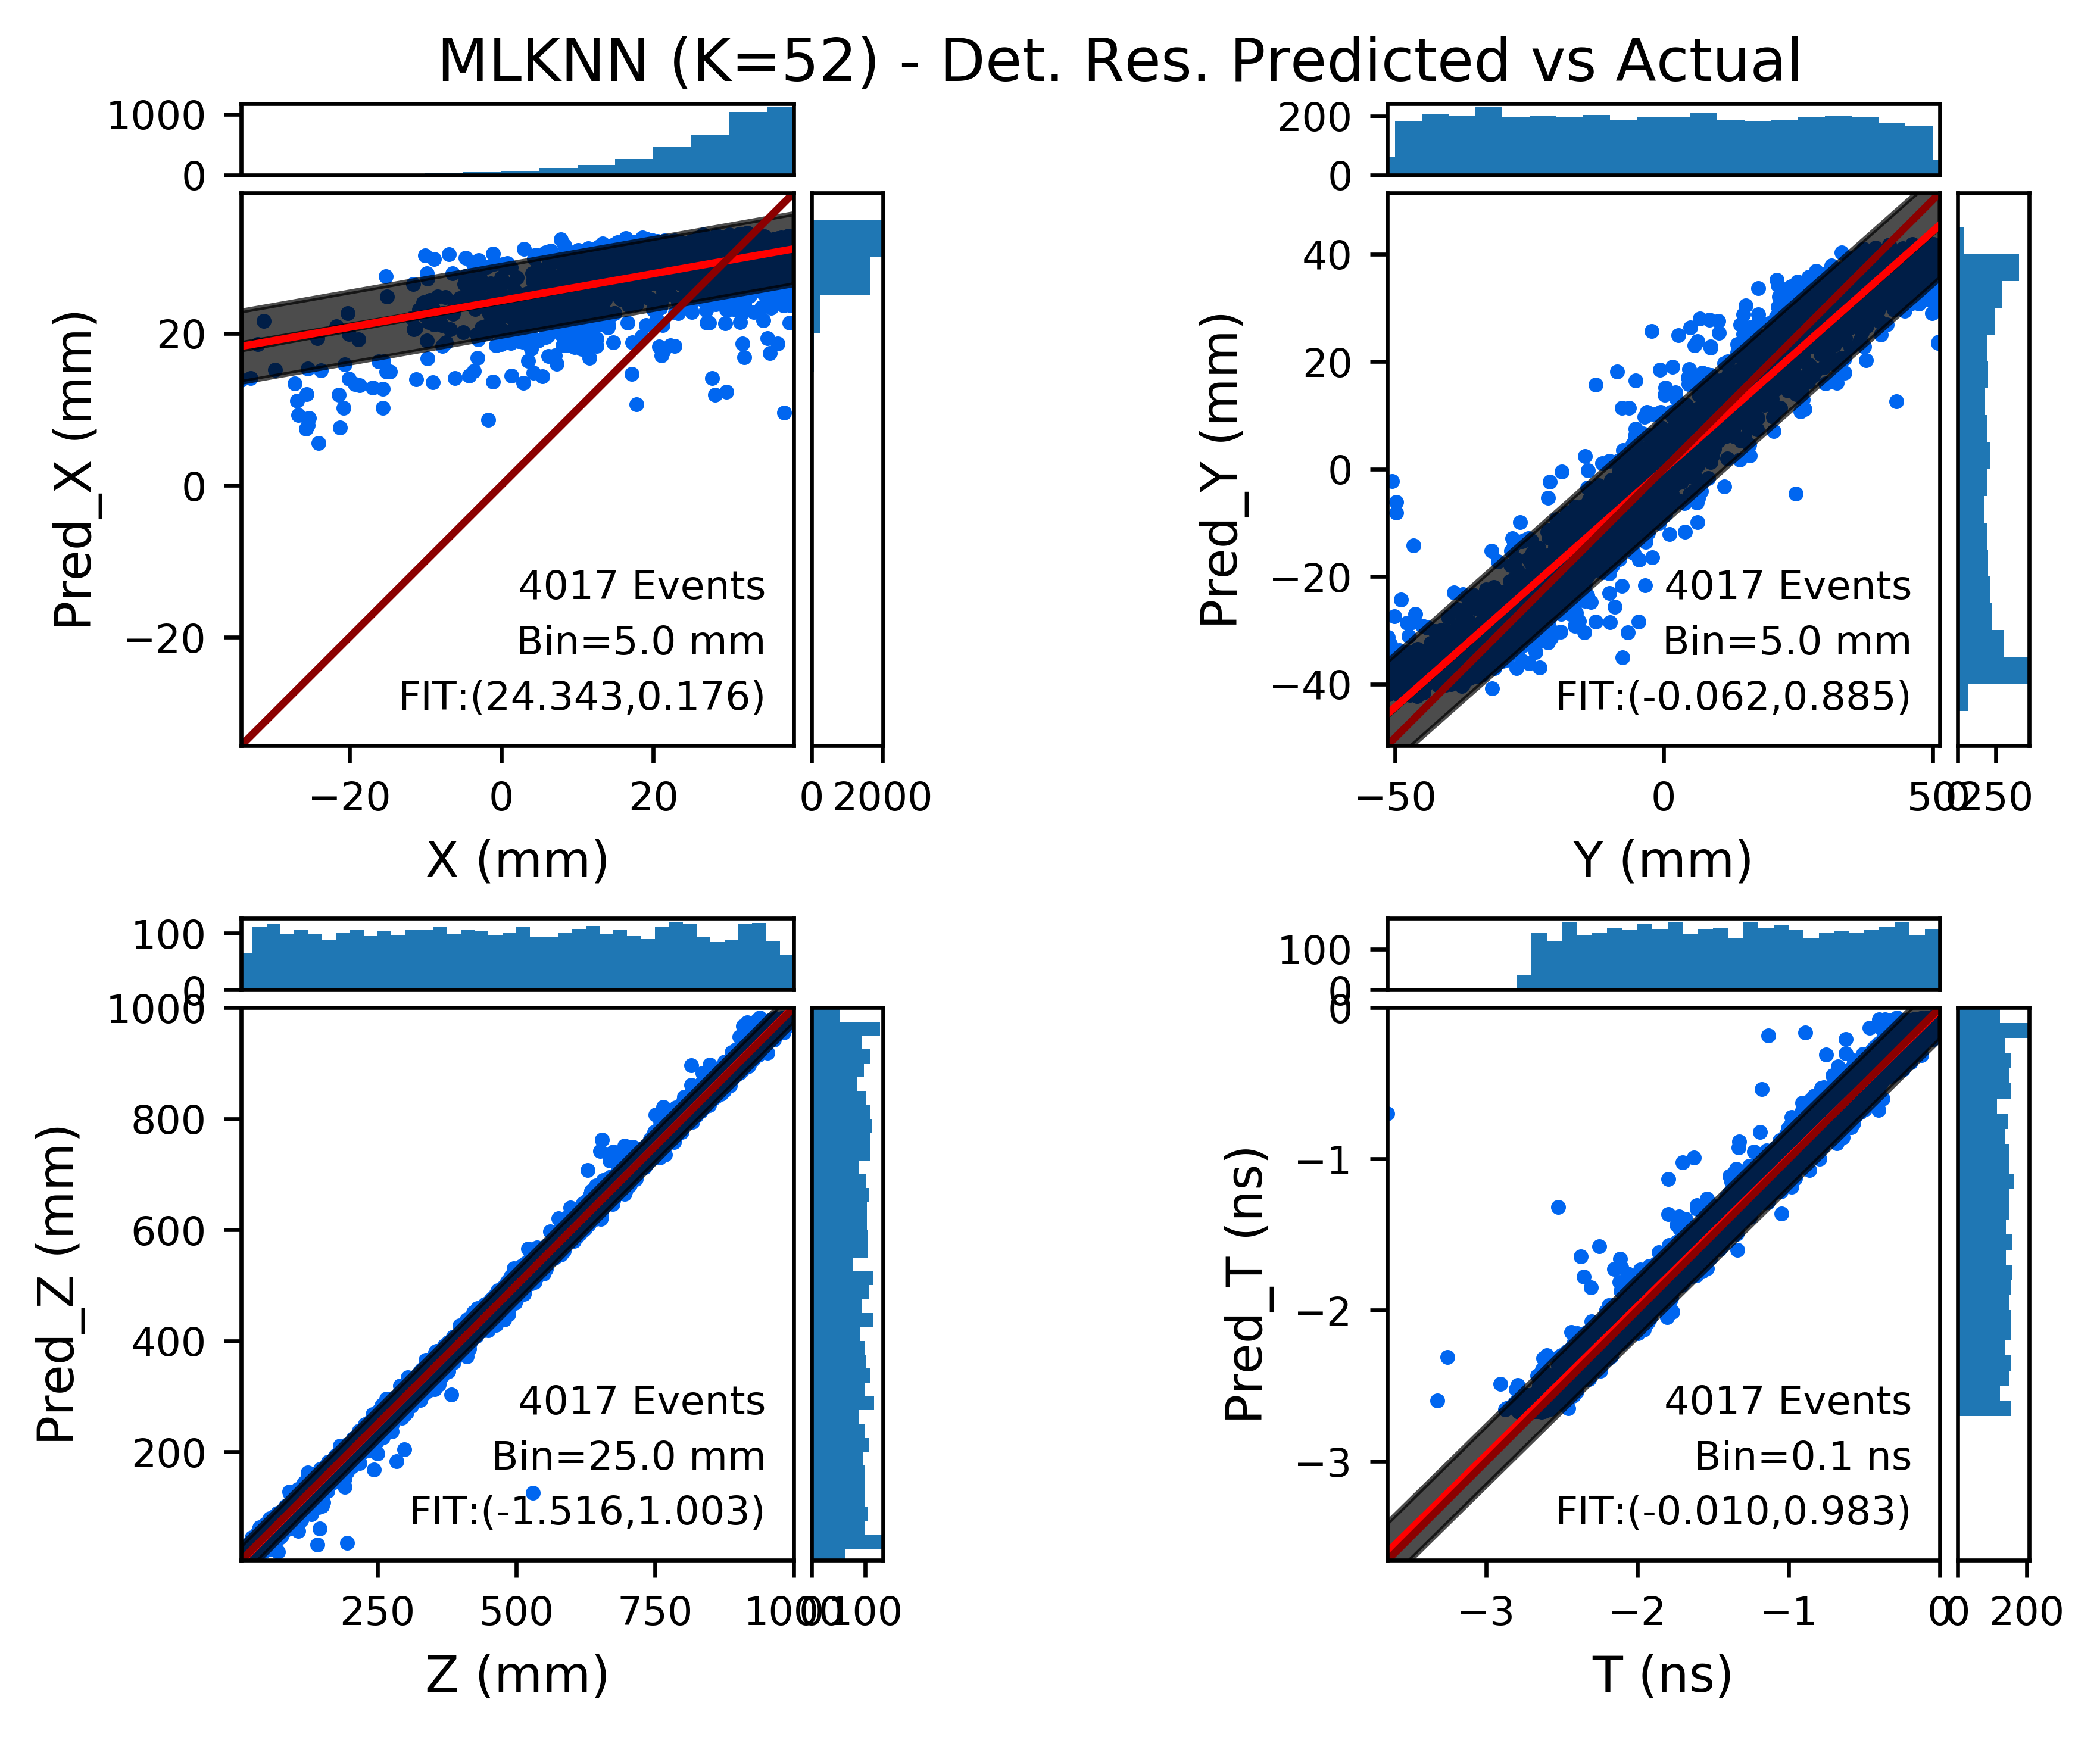 MLKNN (K=52) - Det. Res. Predicted vs Actual
1000
0
20
0
−20
Pred_X (mm)
4017 Events
Bin=5.0 mm
FIT:(24.343,0.176)
−20 0 20 0 2000
X (mm)
200
0
40
20
0
−20
−40
Pred_Y (mm)
4017 Events
Bin=5.0 mm
FIT:(-0.062,0.885)
−50 0 50 0 250
Y (mm)
100
0
1000
800
600
400
200
Pred_Z (mm)
4017 Events
Bin=25.0 mm
FIT:(-1.516,1.003)
250 500 750 1000 0 100
Z (mm)
100
0
0
−1
−2
−3
Pred_T (ns)
4017 Events
Bin=0.1 ns
FIT:(-0.010,0.983)
−3 −2 −1 0 0 200
T (ns)